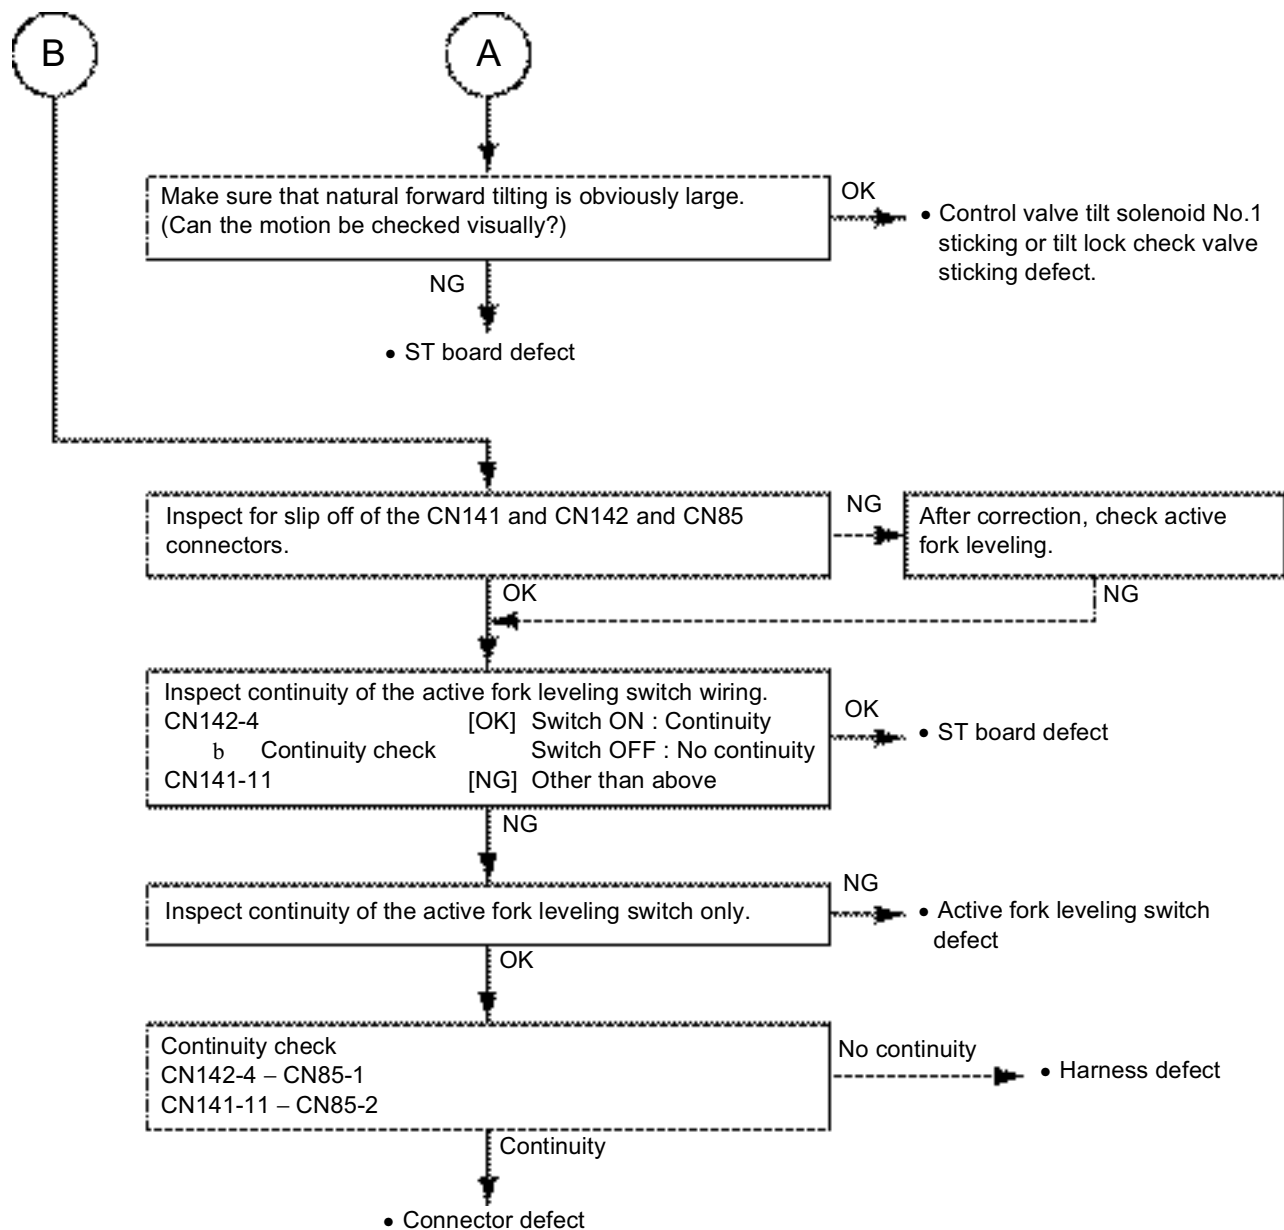 B
A
Make sure that natural forward tilting is obviously large.
(Can the motion be checked visually?)
OK
• Control valve tilt solenoid No.1
sticking or tilt lock check valve
sticking defect.
NG
• ST board defect
Inspect for slip off of the CN141 and CN142 and CN85
connectors.
NG
After correction, check active
fork leveling.
OK
NG
Inspect continuity of the active fork leveling switch wiring.
CN142-4 [OK] Switch ON : Continuity
b Continuity check Switch OFF : No continuity
CN141-11 [NG] Other than above
OK
• ST board defect
NG
Inspect continuity of the active fork leveling switch only.
NG
• Active fork leveling switch
defect
OK
Continuity check
CN142-4 – CN85-1
CN141-11 – CN85-2
No continuity
• Harness defect
Continuity
• Connector defect